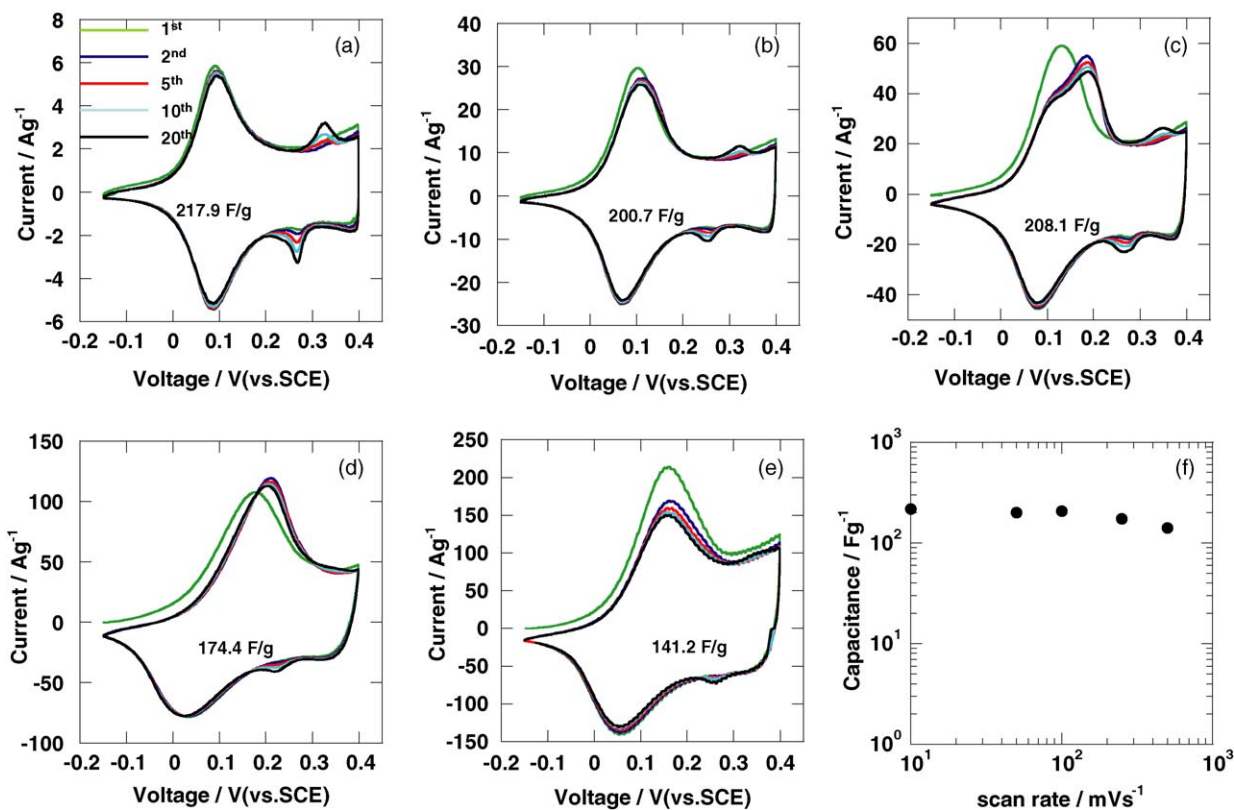 1st
2nd
5th
10th
20th
(a)
6
4
2
0
-2
-4
-6
217.9 F/g
-0.2 -0.1 0 0.1 0.2 0.3 0.4
Current / Ag-1
Voltage / V(vs.SCE)
(b)
40
30
20
10
0
-10
-20
-30
200.7 F/g
-0.2 -0.1 0 0.1 0.2 0.3 0.4
Current / Ag-1
Voltage / V(vs.SCE)
(c)
60
40
20
0
-20
-40
208.1 F/g
-0.2 -0.1 0 0.1 0.2 0.3 0.4
Current / Ag-1
Voltage / V(vs.SCE)
(d)
150
100
50
0
-50
-100
174.4 F/g
-0.2 -0.1 0 0.1 0.2 0.3 0.4
Current / Ag-1
Voltage / V(vs.SCE)
(e)
250
200
150
100
50
0
-50
-100
-150
141.2 F/g
-0.2 -0.1 0 0.1 0.2 0.3 0.4
Current / Ag-1
Voltage / V(vs.SCE)
(f)
103
102
101
100
101 102 103
Capacitance / Fg-1
scan rate / mVs-1